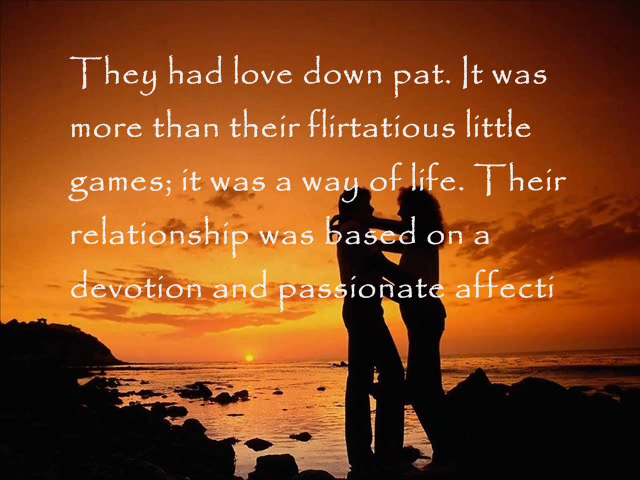 They had love down pat. It was
more than their flirtatious little
games; it was a way of life. Their
relationship was based on a
devotion and passionate affecti